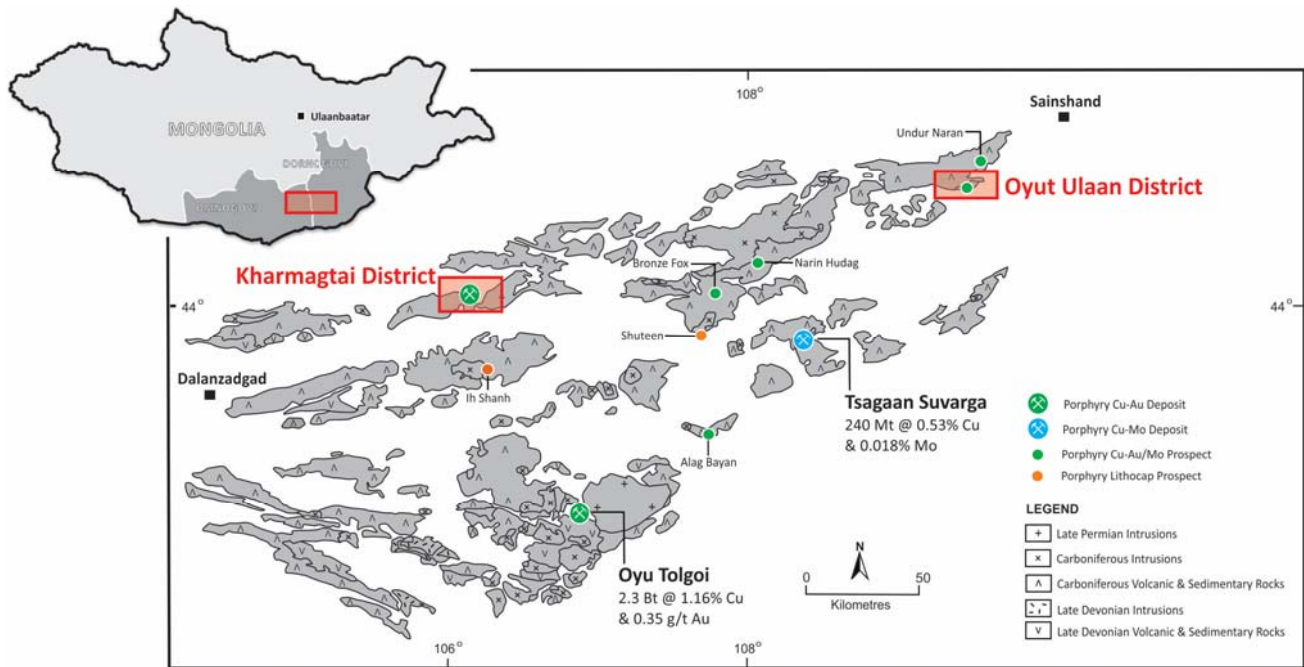 Ulaanbaatar
MONGOLIA
108°
Sainshand
Undur Naran
Oyut Ulaan District
Bronze Fox
Narin Hudag
Kharmagtai District
44°
44°
Shuteen
Dalanzadgad
Ih Shanh
Tsagaan Suvarga
240 Mt @ 0.53% Cu
& 0.018% Mo
Alag Bayan
Porphyry Cu-Au Deposit
Porphyry Cu-Mo Deposit
Porphyry Cu-Au/Mo Prospect
Porphyry Lithocap Prospect
LEGEND
Late Permian Intrusions
Carboniferous Intrusions
Carboniferous Volcanic & Sedimentary Rocks
Late Devonian Intrusions
Late Devonian Volcanic & Sedimentary Rocks
Oyu Tolgoi
2.3 Bt @ 1.16% Cu
& 0.35 g/t Au
N
0 50
Kilometres
106°
108°